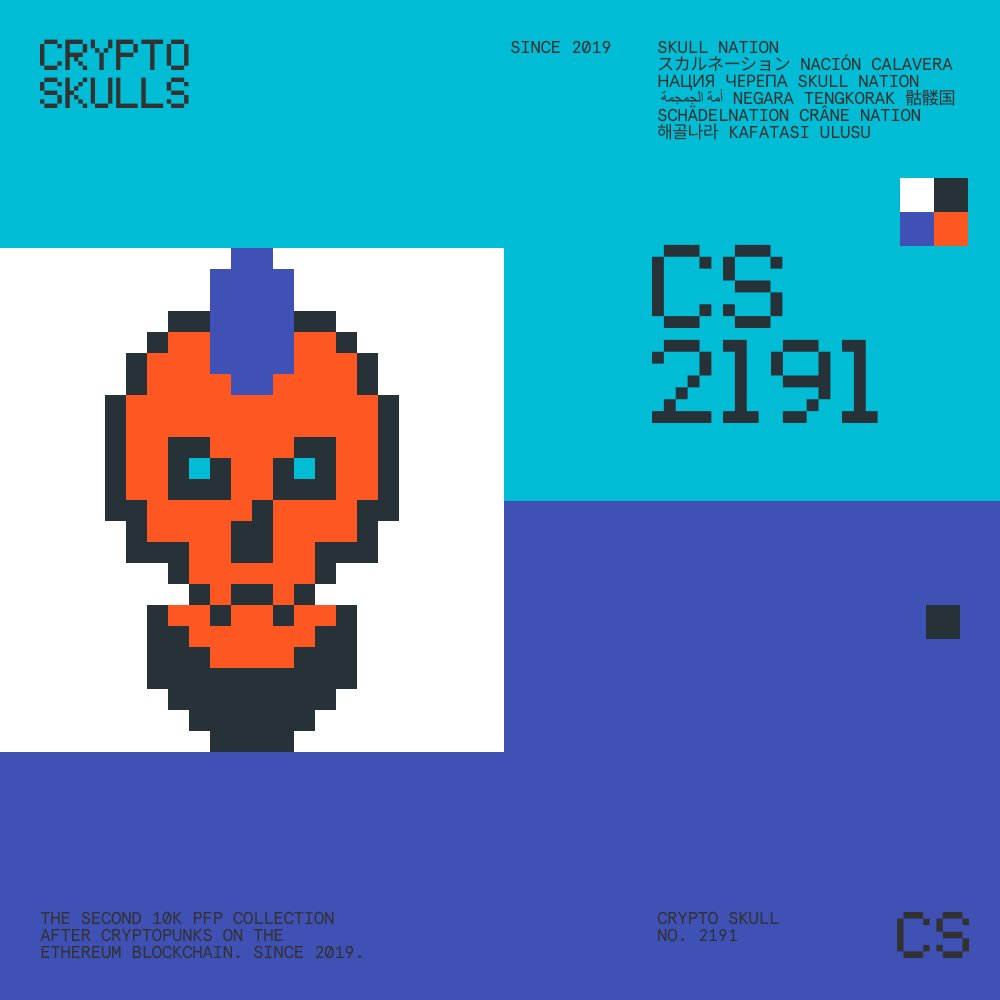 CRYPTO
SKULLS
SINCE 2019
SKULL NATION
スカルネーション NACIÓN CALAVERA
НАЦИЯ ЧЕРЕПА SKULL NATION
أمة الجمجمة NEGARA TENGKORAK 骷髅国
SCHÄDELNATION CRÂNE NATION
해골나라 KAFATASI ULUSU
CS
2191
THE SECOND 10K PFP COLLECTION
AFTER CRYPTOPUNKS ON THE
ETHEREUM BLOCKCHAIN. SINCE 2019.
CRYPTO SKULL
NO. 2191
CS